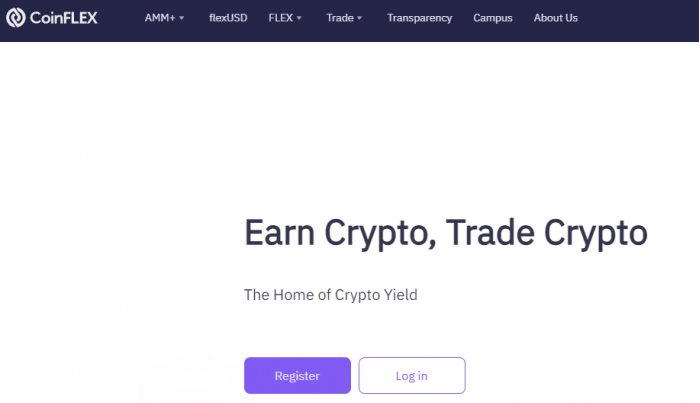 CoinFLEX AMM+ flexUSD FLEX Trade Transparency Campus About Us
Earn Crypto, Trade Crypto
The Home of Crypto Yield
Register Log in